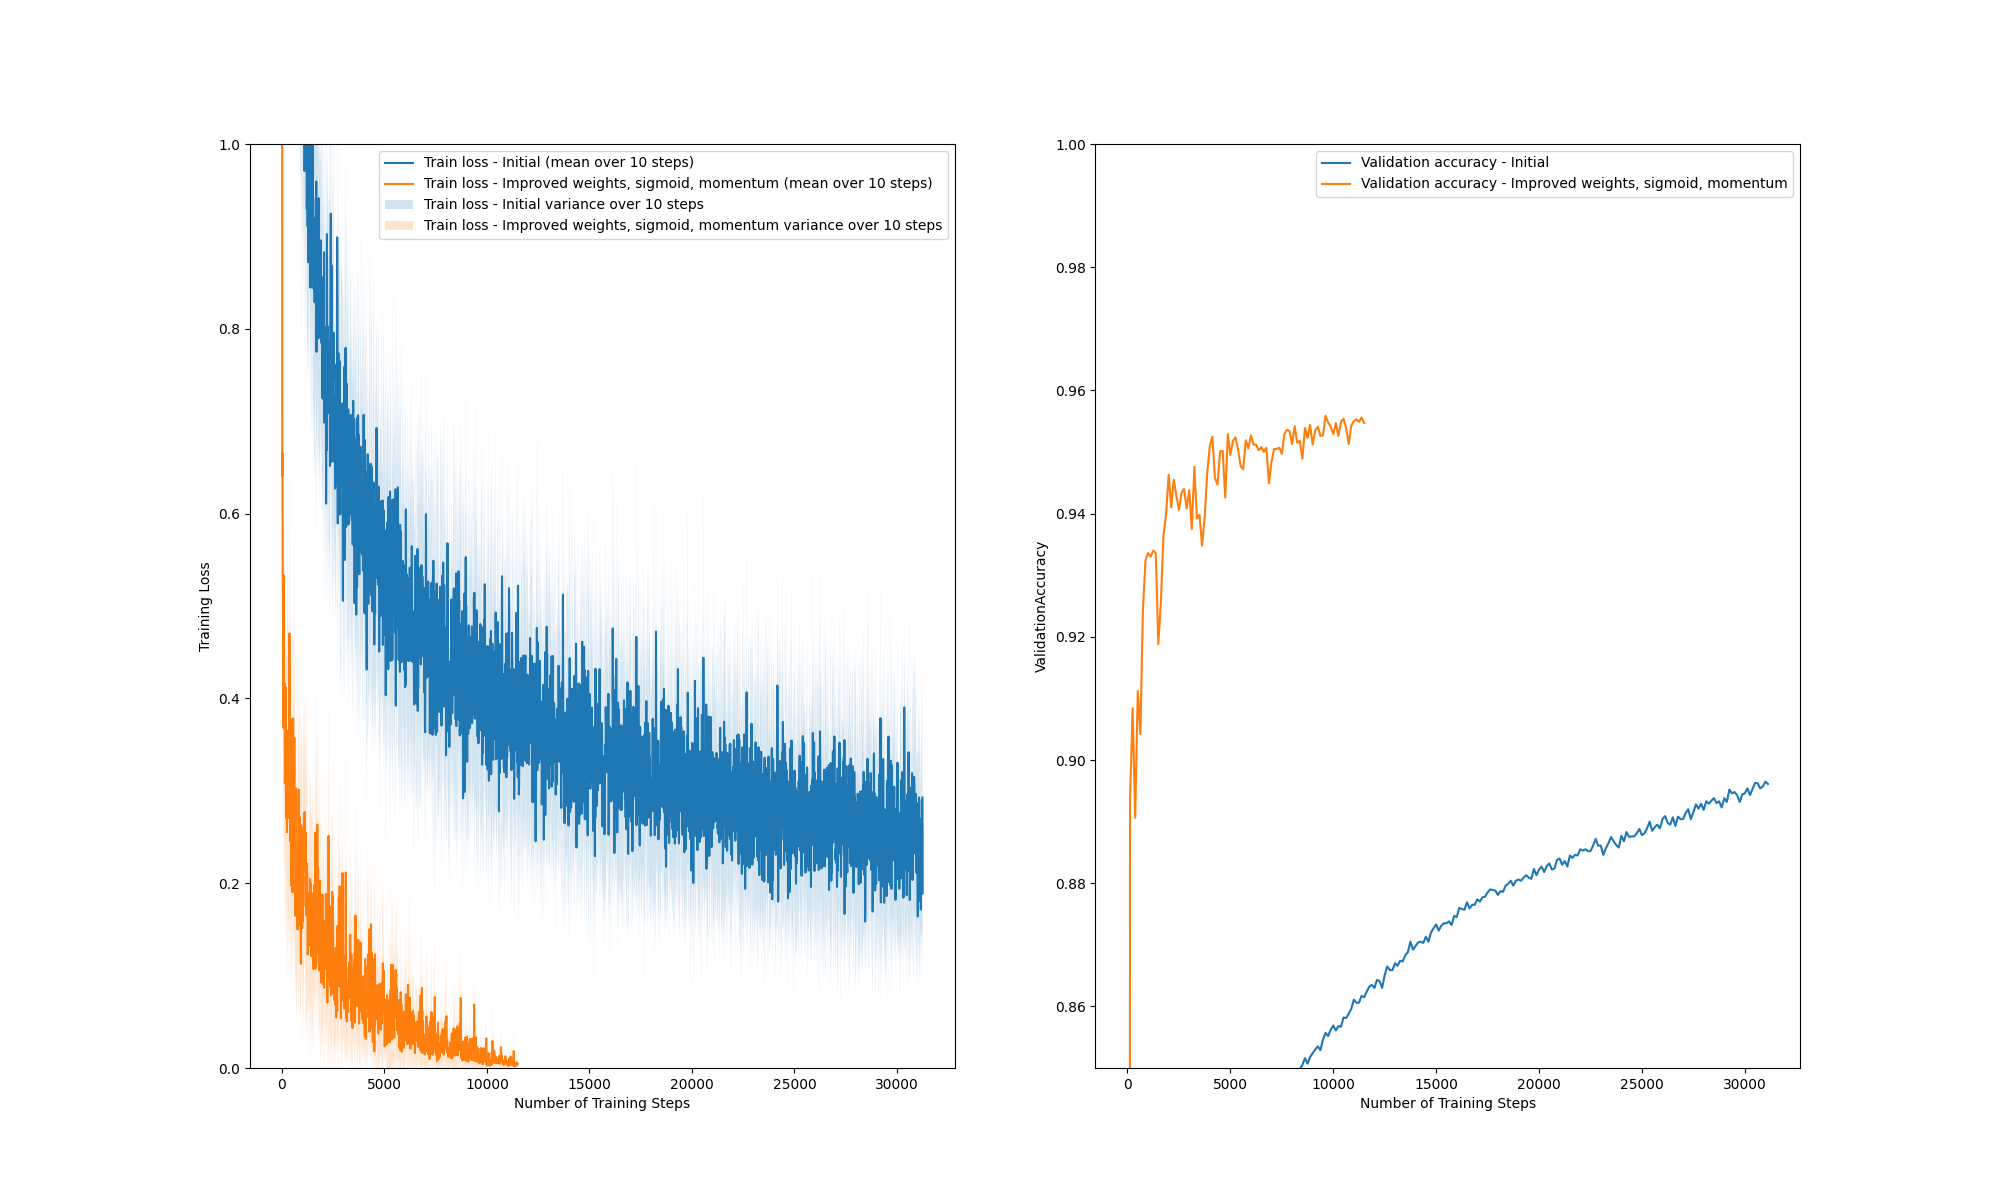 1.0
0.8
0.6
0.4
0.2
0.0
Training Loss
0
5000
10000
15000
20000
25000
30000
Number of Training Steps
Train loss - Initial (mean over 10 steps)
Train loss - Improved weights, sigmoid, momentum (mean over 10 steps)
Train loss - Initial variance over 10 steps
Train loss - Improved weights, sigmoid, momentum variance over 10 steps
1.00
0.98
0.96
0.94
0.92
0.90
0.88
0.86
ValidationAccuracy
0
5000
10000
15000
20000
25000
30000
Number of Training Steps
Validation accuracy - Initial
Validation accuracy - Improved weights, sigmoid, momentum